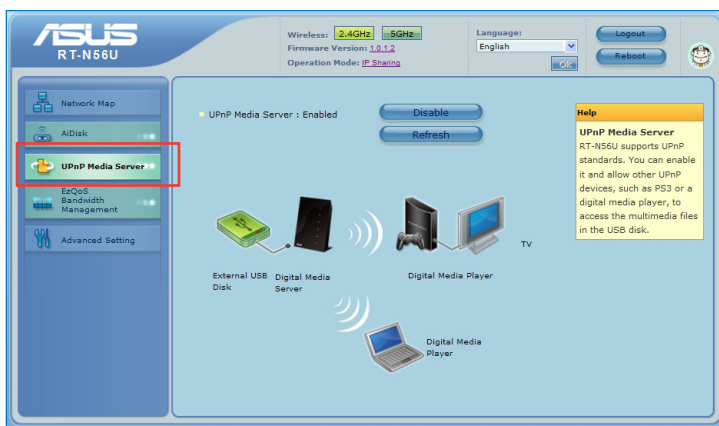 ASUS
RT-N56U
Wireless: 2.4GHz 5GHz
Firmware Version: 1.0.1.2
Operation Mode: IP Sharing
Language:
English
OK
Logout
Reboot
Network Map
AiDisk
UPnP Media Server
EzQoS
Bandwidth
Management
Advanced Setting
UPnP Media Server : Enabled
Disable
Refresh
External USB
Disk
Digital Media
Server
Digital Media Player
TV
Digital Media
Player
Help
UPnP Media Server
RT-N56U supports UPnP
standards. You can enable
it and allow other UPnP
devices, such as PS3 or a
digital media player, to
access the multimedia files
in the USB disk.